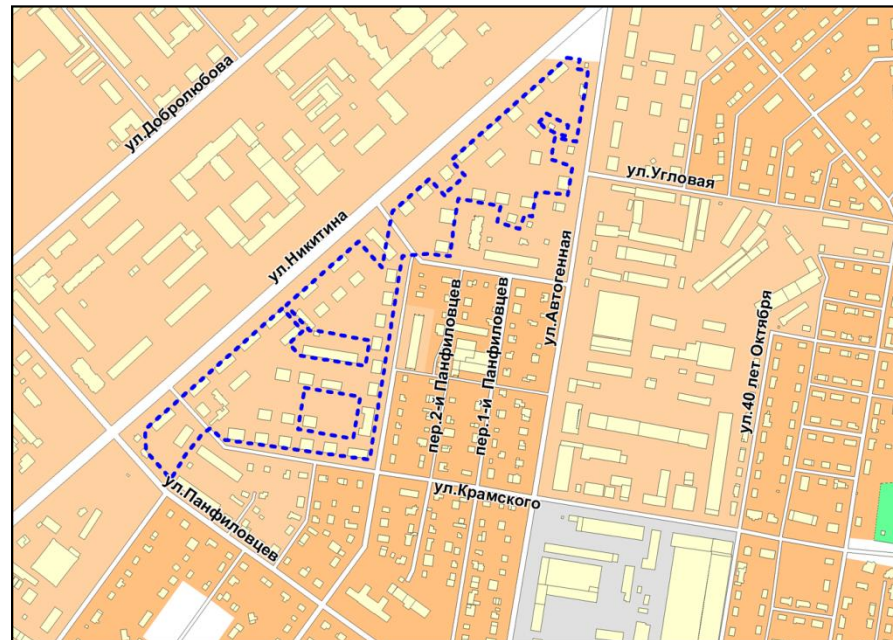 ул.Добролюбова
ул.Никитина
ул.Угловая
ул.Автогенная
пер.2-й Панфиловцев
пер.1-й Панфиловцев
ул.40 лет Октября
ул.Крамского
ул.Панфиловцев